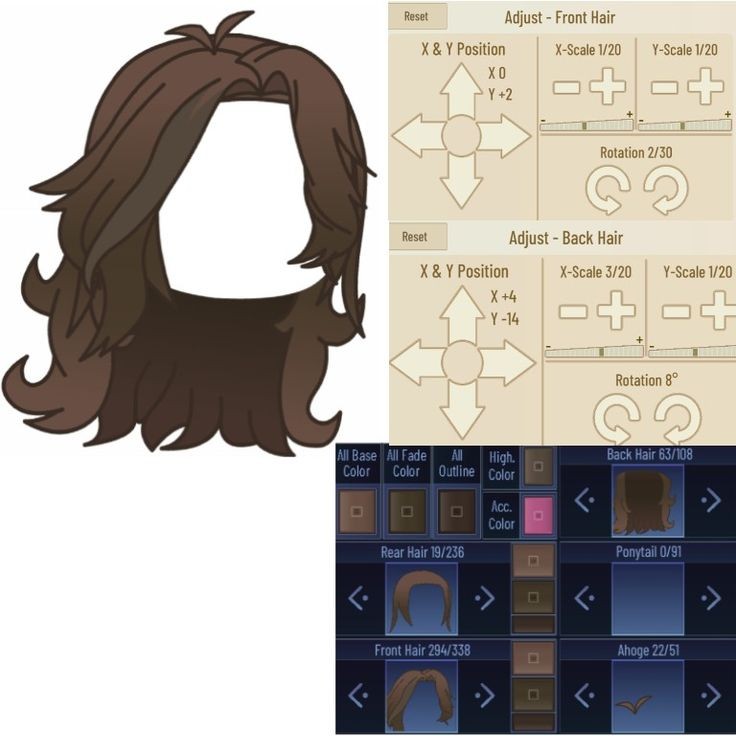 Reset
Adjust - Front Hair
X & Y Position
X 0
Y +2
X-Scale 1/20
- +
Y-Scale 1/20
- +
Rotation 2/30
Reset
Adjust - Back Hair
X & Y Position
X +4
Y -14
X-Scale 3/20
- +
Y-Scale 1/20
-
Rotation 8°
All Base
Color
All Fade
Color
All
Outline
High.
Color
Acc.
Color
Back Hair 63/108
Rear Hair 19/236
Ponytail 0/91
Front Hair 294/338
Ahoge 22/51